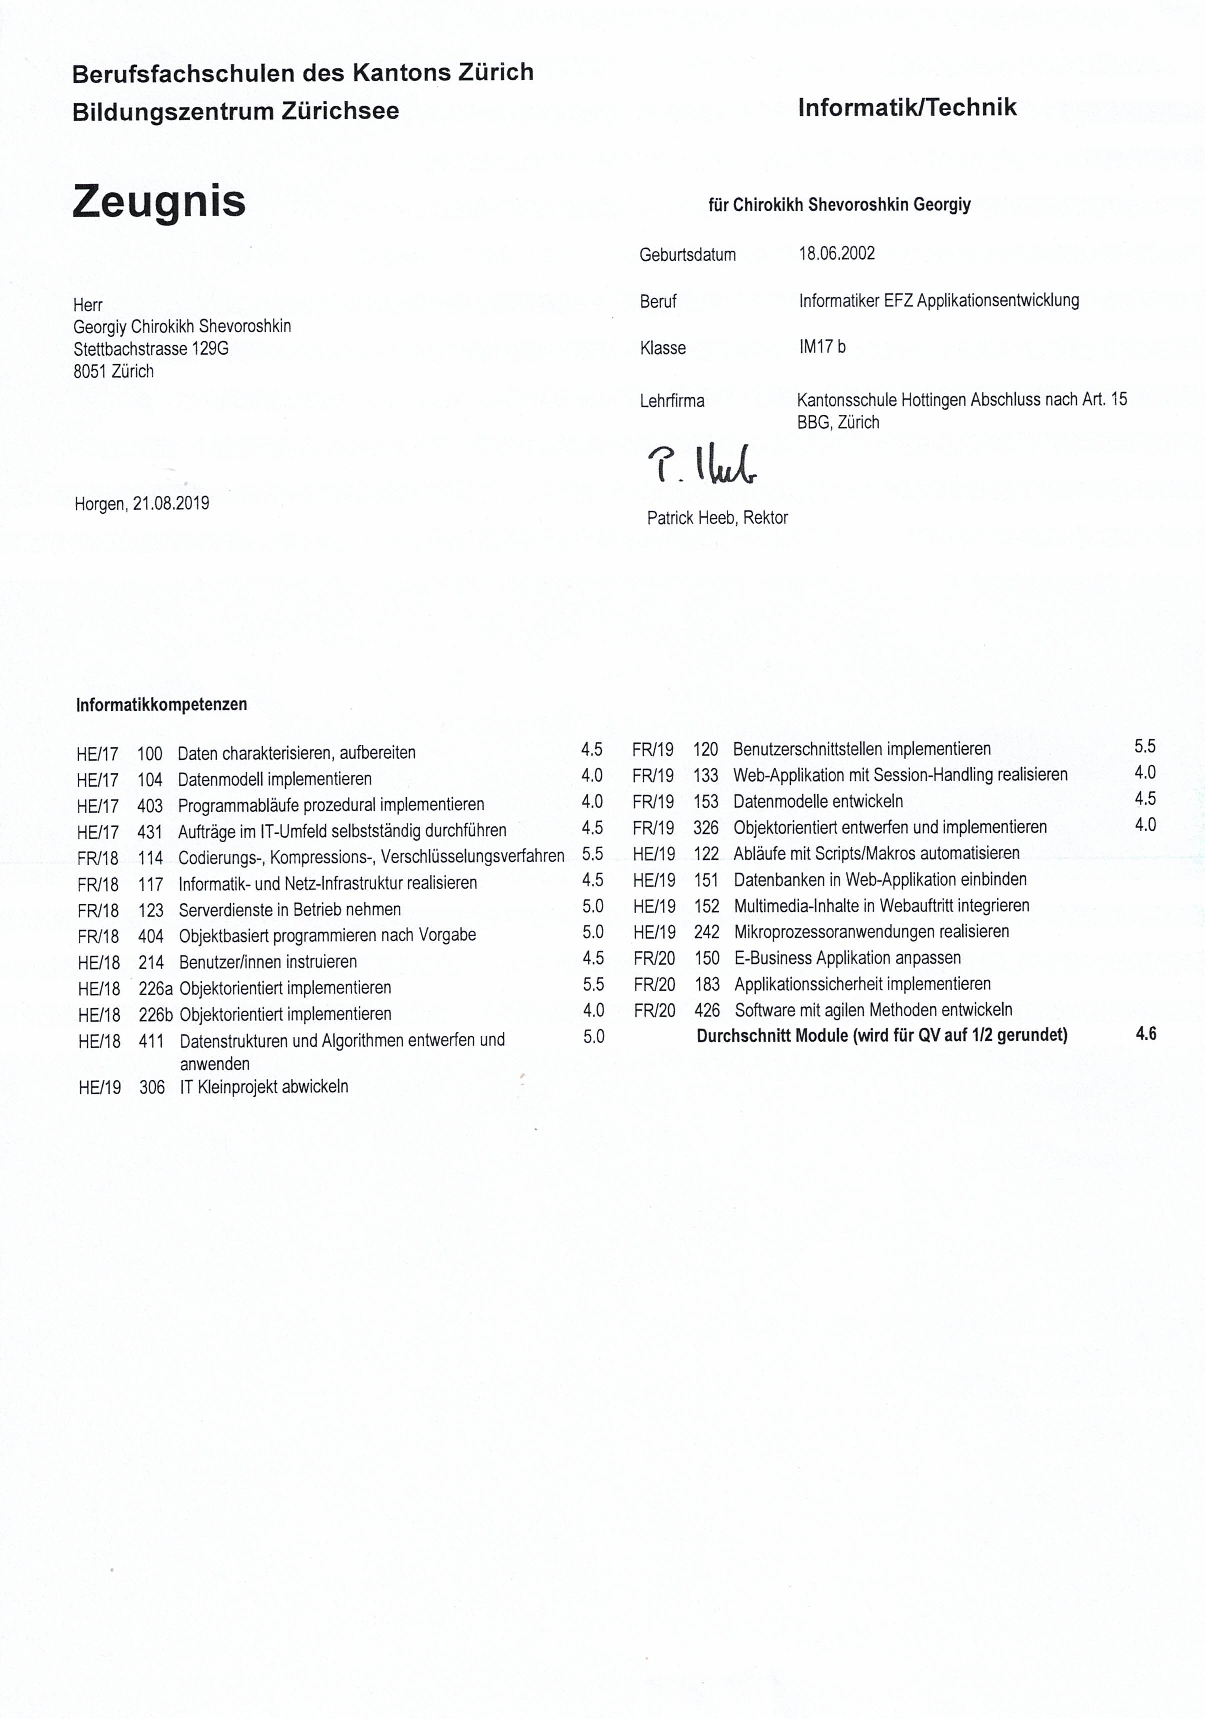 Berufsfachschulen des Kantons Zürich
Bildungszentrum Zürichsee
Informatik/Technik
Zeugnis
für Chirokikh Shevoroshkin Georgiy
Geburtsdatum 18.06.2002
Herr
Georgiy Chirokikh Shevoroshkin
Stettbachstrasse 129G
8051 Zürich
Beruf Informatiker EFZ Applikationsentwicklung
Klasse IM17 b
Lehrfirma Kantonsschule Hottingen Abschluss nach Art. 15
BBG, Zürich
Horgen, 21.08.2019
Patrick Heeb, Rektor
Informatikkompetenzen
HE/17 100 Daten charakterisieren, aufbereiten 4.5
HE/17 104 Datenmodell implementieren 4.0
HE/17 403 Programmabläufe prozedural implementieren 4.0
HE/17 431 Aufträge im IT-Umfeld selbstständig durchführen 4.5
FR/18 114 Codierungs-, Kompressions-, Verschlüsselungsverfahren 5.5
FR/18 117 Informatik- und Netz-Infrastruktur realisieren 4.5
FR/18 123 Serverdienste in Betrieb nehmen 5.0
FR/18 404 Objektbasiert programmieren nach Vorgabe 5.0
HE/18 214 Benutzer/innen instruieren 4.5
HE/18 226a Objektorientiert implementieren 5.5
HE/18 226b Objektorientiert implementieren 4.0
HE/18 411 Datenstrukturen und Algorithmen entwerfen und 5.0
anwenden
HE/19 306 IT Kleinprojekt abwickeln
FR/19 120 Benutzerschnittstellen implementieren 5.5
FR/19 133 Web-Applikation mit Session-Handling realisieren 4.0
FR/19 153 Datenmodelle entwickeln 4.5
FR/19 326 Objektorientiert entwerfen und implementieren 4.0
HE/19 122 Abläufe mit Scripts/Makros automatisieren
HE/19 151 Datenbanken in Web-Applikation einbinden
HE/19 152 Multimedia-Inhalte in Webauftritt integrieren
HE/19 242 Mikroprozessoranwendungen realisieren
FR/20 150 E-Business Applikation anpassen
FR/20 183 Applikationssicherheit implementieren
FR/20 426 Software mit agilen Methoden entwickeln
Durchschnitt Module (wird für QV auf 1/2 gerundet) 4.6